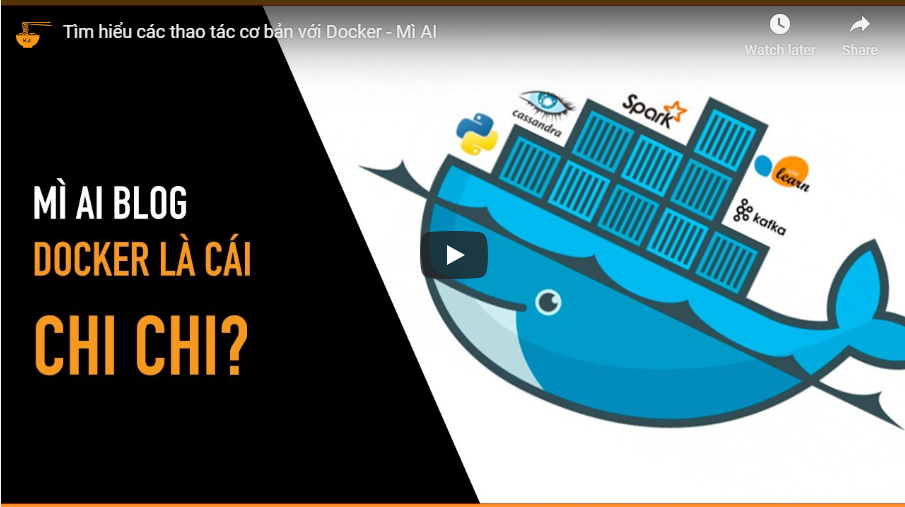 Tìm hiểu các thao tác cơ bản với Docker - Mì AI
Watch later
Share
MÌ AI BLOG
DOCKER LÀ CÁI
CHI CHI?
cassandra
Spark
learn
kafka